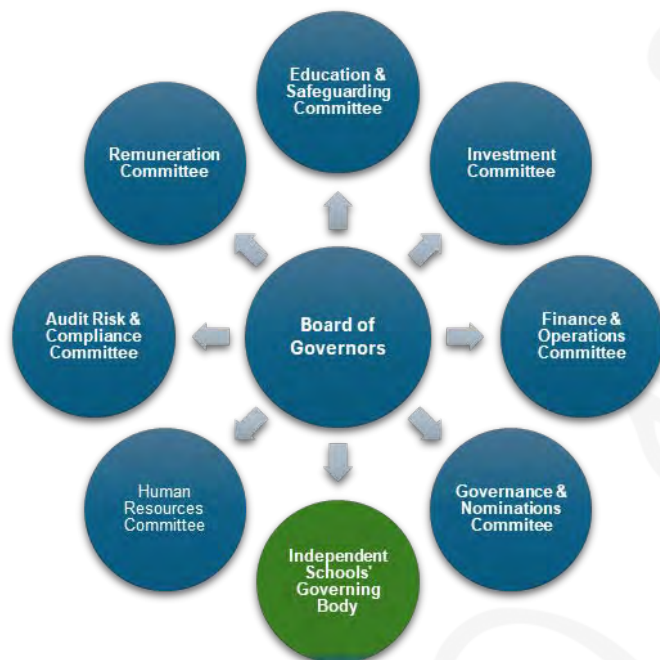 Education &
Safeguarding
Committee
Remuneration
Committee
Investment
Committee
Audit Risk &
Compliance
Committee
Board of
Governors
Finance &
Operations
Committee
Human
Resources
Committee
Governance &
Nominations
Commitee
Independent
Schools'
Governing
Body